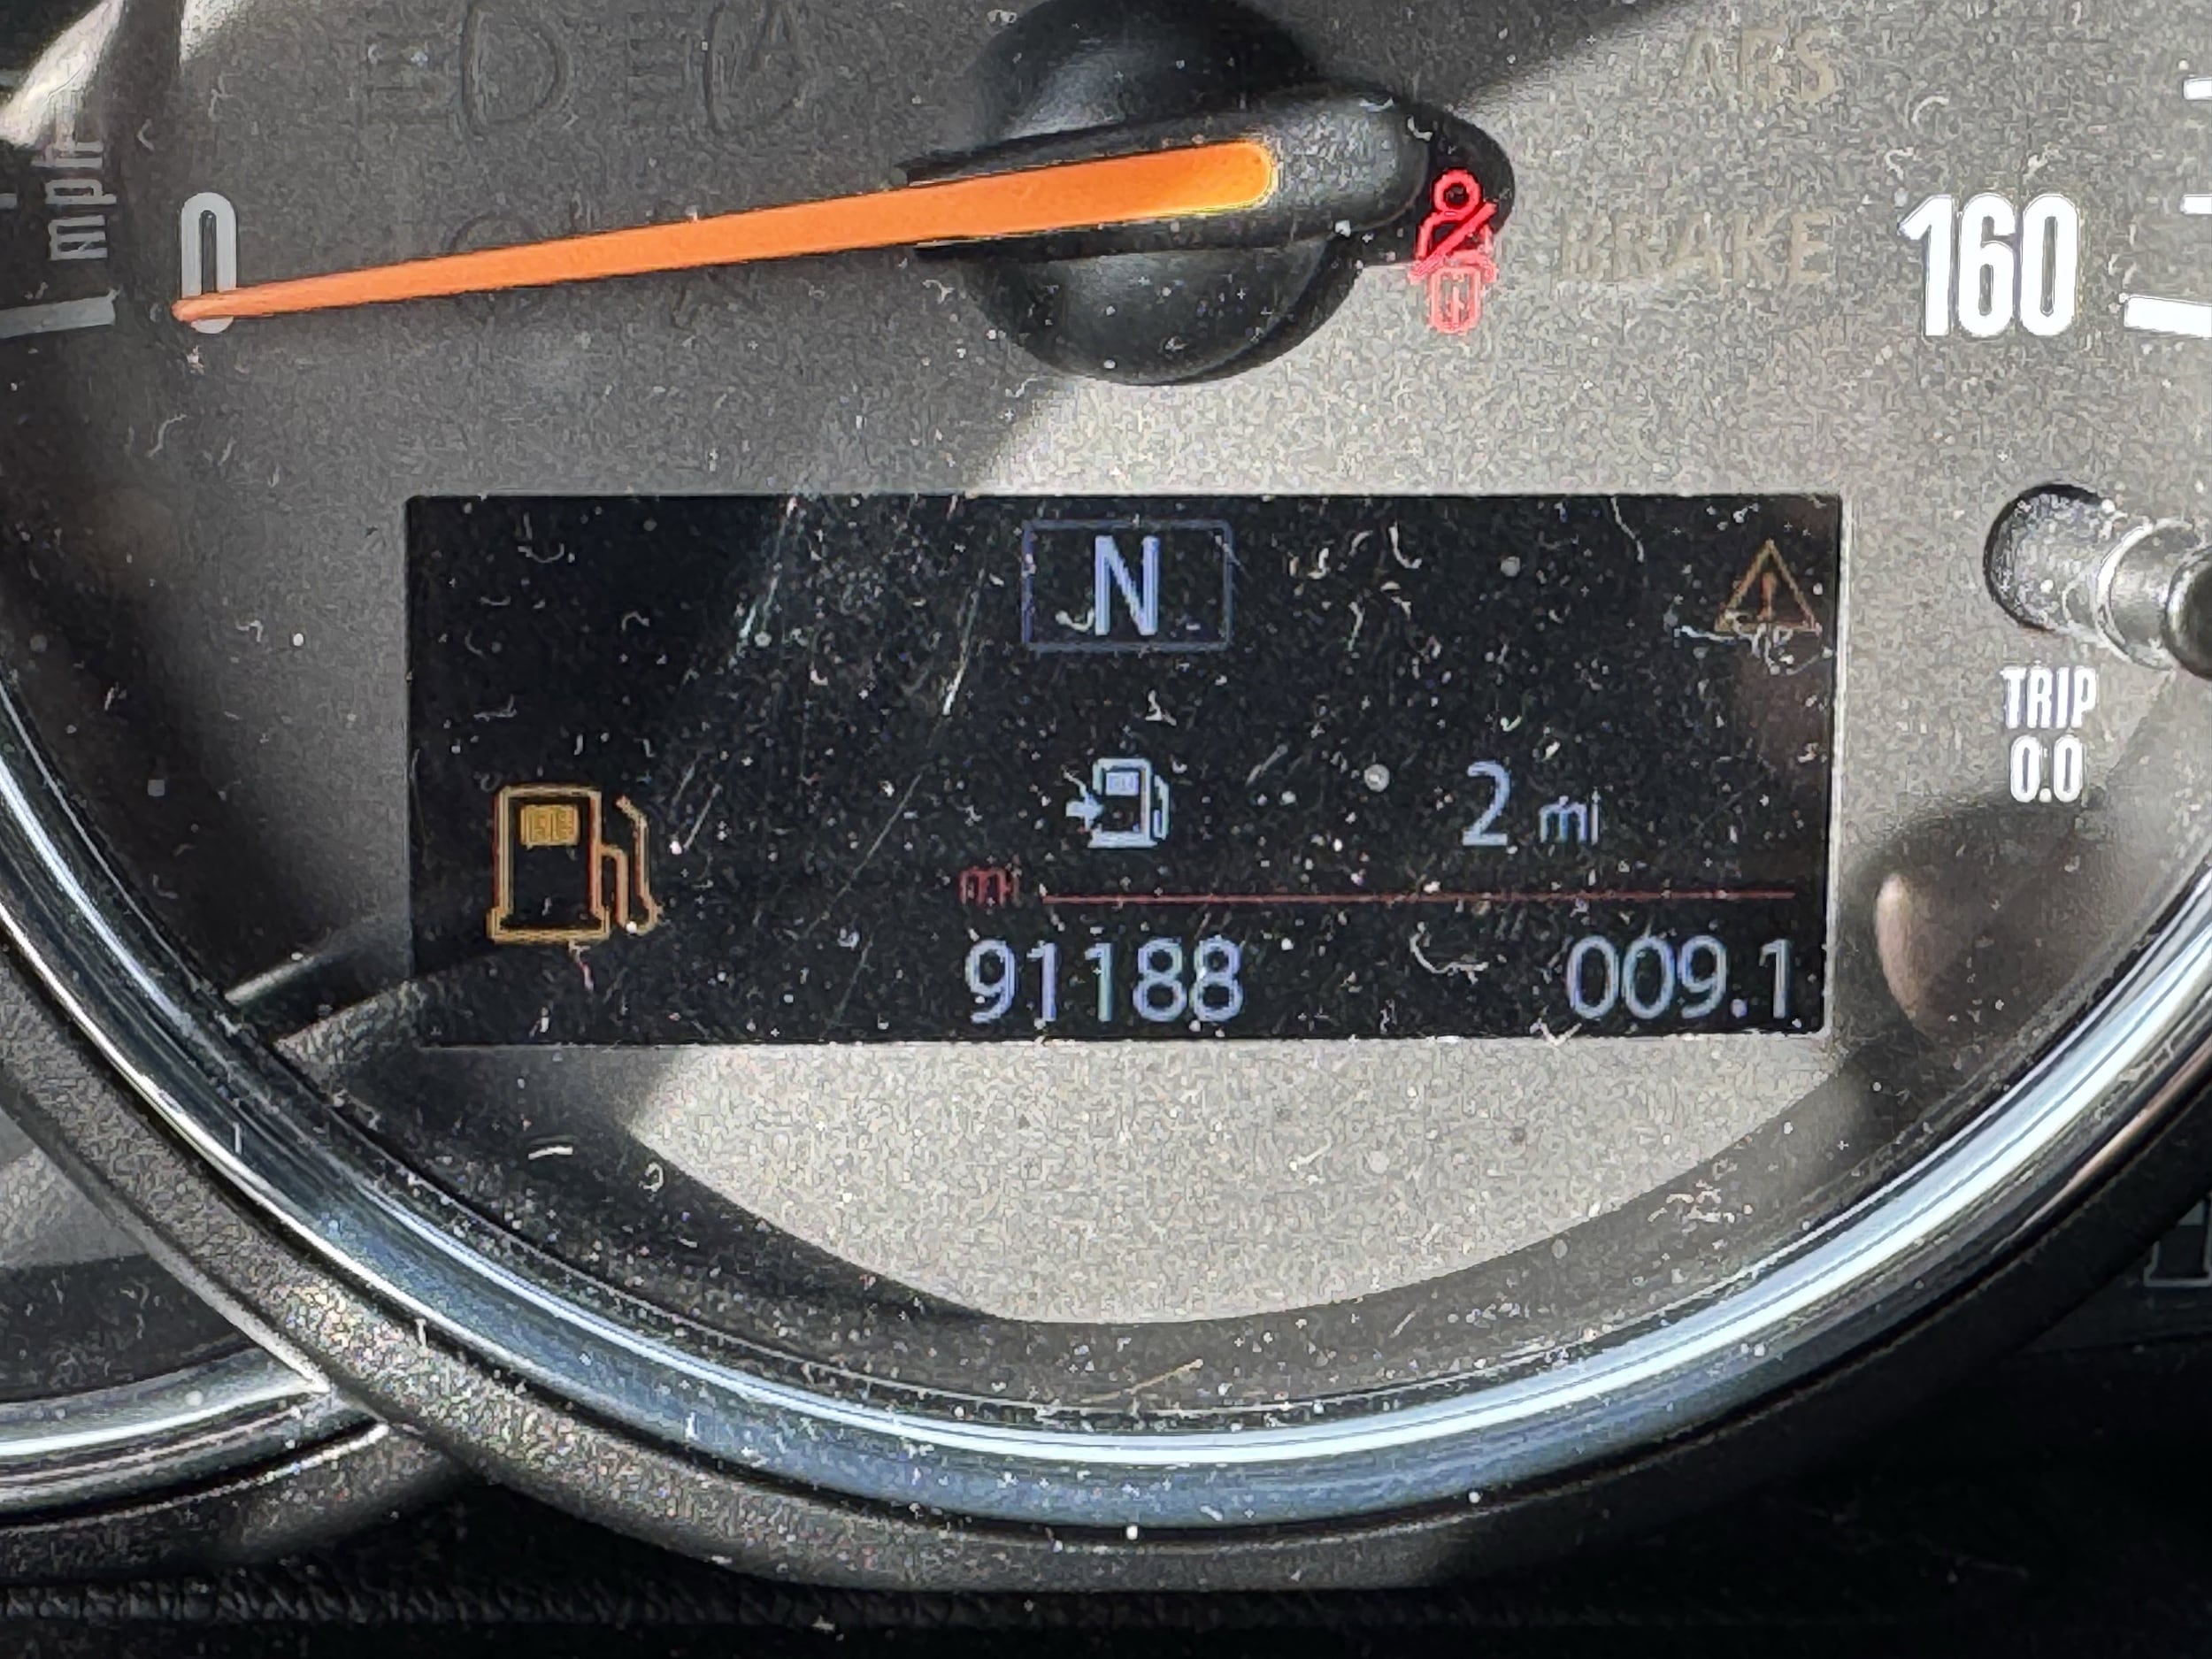 mph
0
ABS
BRAKE
160
N
TRIP
0.0
2 mi
mi
91188 009.1